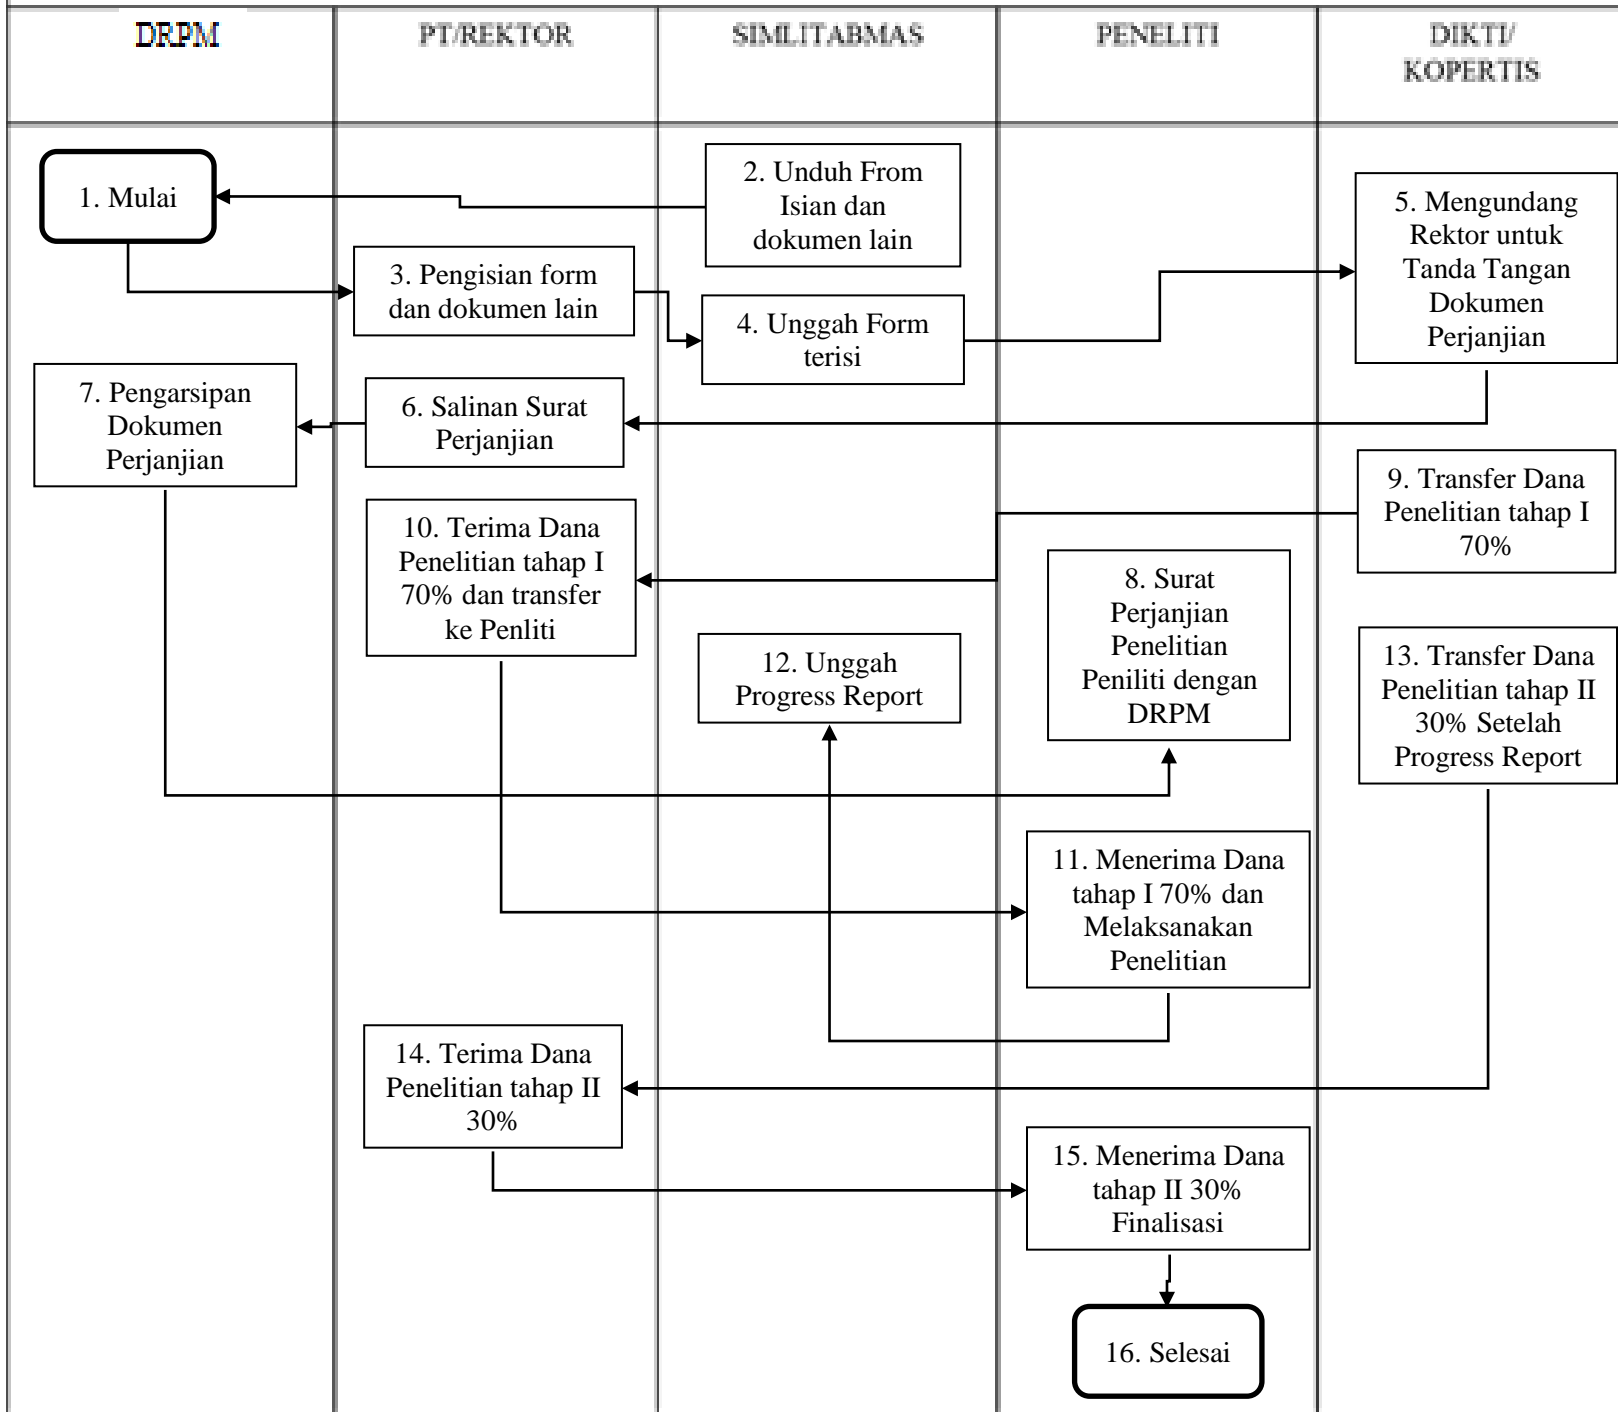 DRPM
PT/REKTOR
SIMLITABMAS
PENELITI
DIKTI/
KOPERTIS
1. Mulai
2. Unduh From
Isian dan
dokumen lain
3. Pengisian form
dan dokumen lain
4. Unggah Form
terisi
5. Mengundang
Rektor untuk
Tanda Tangan
Dokumen
Perjanjian
6. Salinan Surat
Perjanjian
7. Pengarsipan
Dokumen
Perjanjian
8. Surat
Perjanjian
Penelitian
Peniliti dengan
DRPM
9. Transfer Dana
Penelitian tahap I
70%
10. Terima Dana
Penelitian tahap I
70% dan transfer
ke Penliti
11. Menerima Dana
tahap I 70% dan
Melaksanakan
Penelitian
12. Unggah
Progress Report
13. Transfer Dana
Penelitian tahap II
30% Setelah
Progress Report
14. Terima Dana
Penelitian tahap II
30%
15. Menerima Dana
tahap II 30%
Finalisasi
16. Selesai